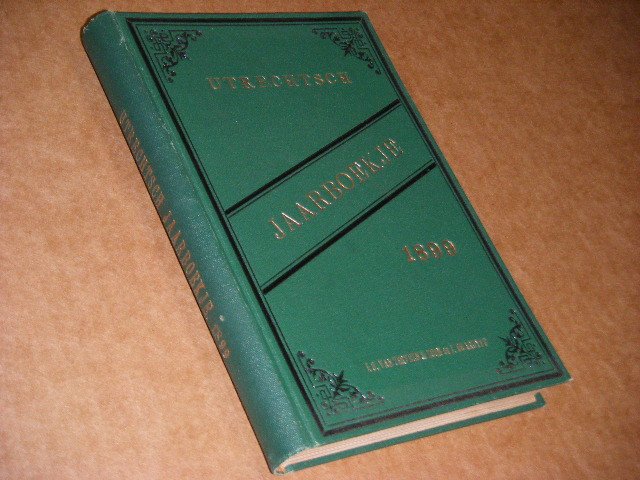 UTRECHTSCH
JAARBOEKJE
1899
UTRECHTSCH JAARBOEKJE - 1899